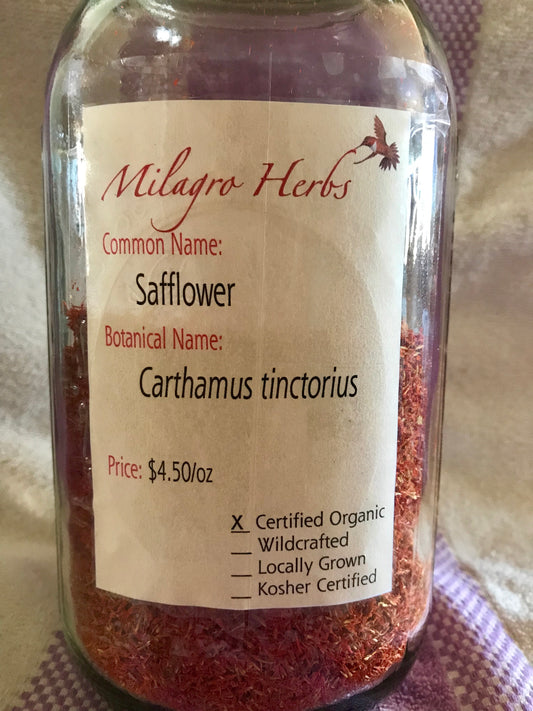 Milagro Herbs
Common Name:
Safflower
Botanical Name:
Carthamus tinctorius
Price: $4.50/oz
X Certified Organic
__ Wildcrafted
__ Locally Grown
__ Kosher Certified